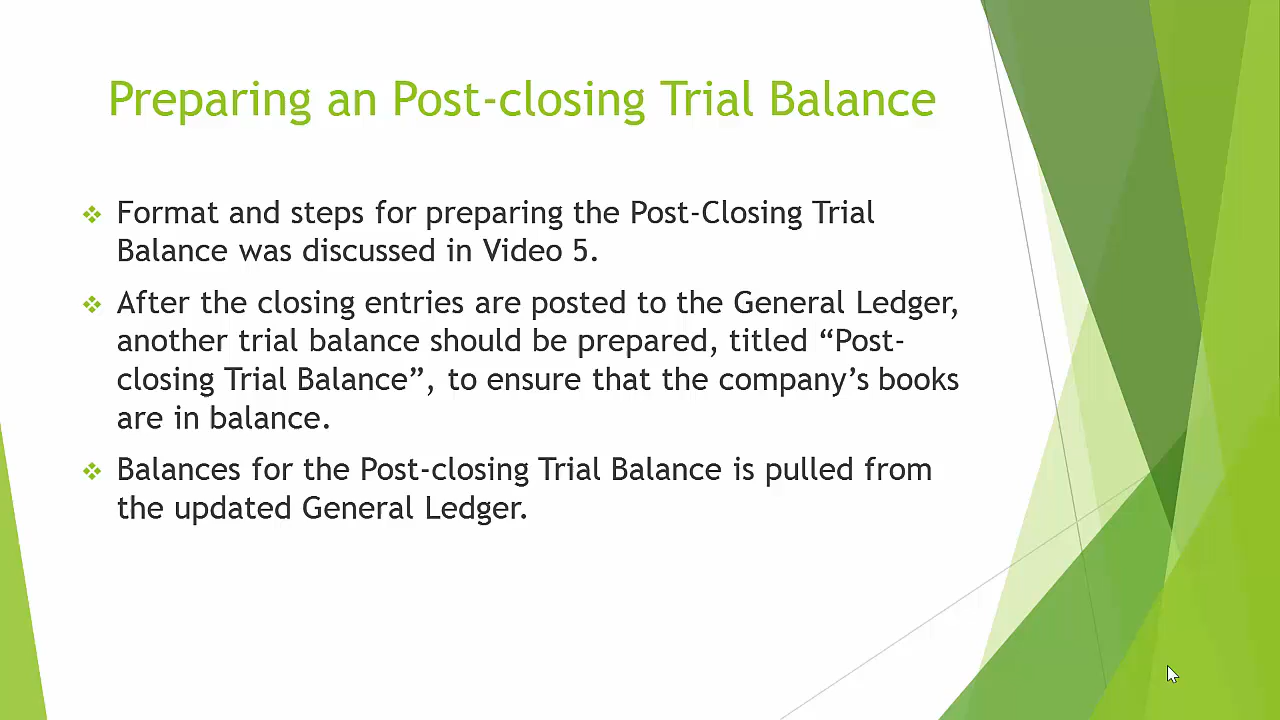 Preparing an Post-closing Trial Balance
Format and steps for preparing the Post-Closing Trial
Balance was discussed in Video 5.
After the closing entries are posted to the General Ledger,
another trial balance should be prepared, titled “Post-
closing Trial Balance”, to ensure that the company’s books
are in balance.
Balances for the Post-closing Trial Balance is pulled from
the updated General Ledger.